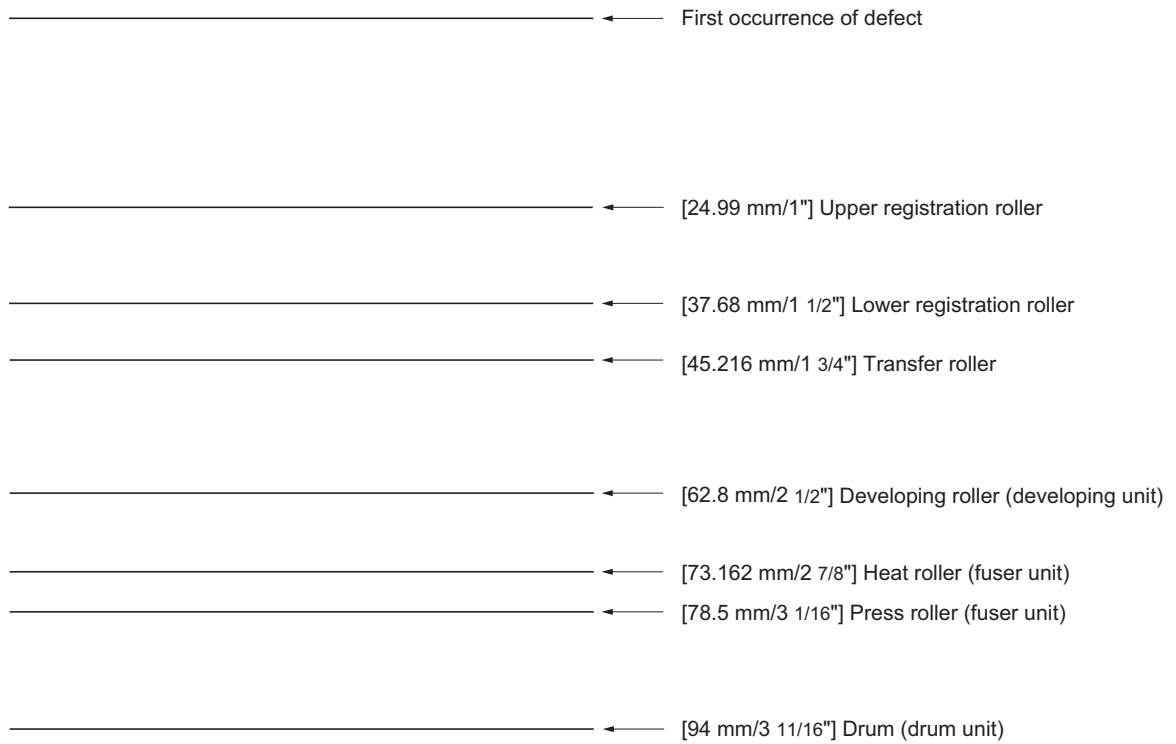 First occurrence of defect
[24.99 mm/1"] Upper registration roller
[37.68 mm/1 1/2"] Lower registration roller
[45.216 mm/1 3/4"] Transfer roller
[62.8 mm/2 1/2"] Developing roller (developing unit)
[73.162 mm/2 7/8"] Heat roller (fuser unit)
[78.5 mm/3 1/16"] Press roller (fuser unit)
[94 mm/3 11/16"] Drum (drum unit)